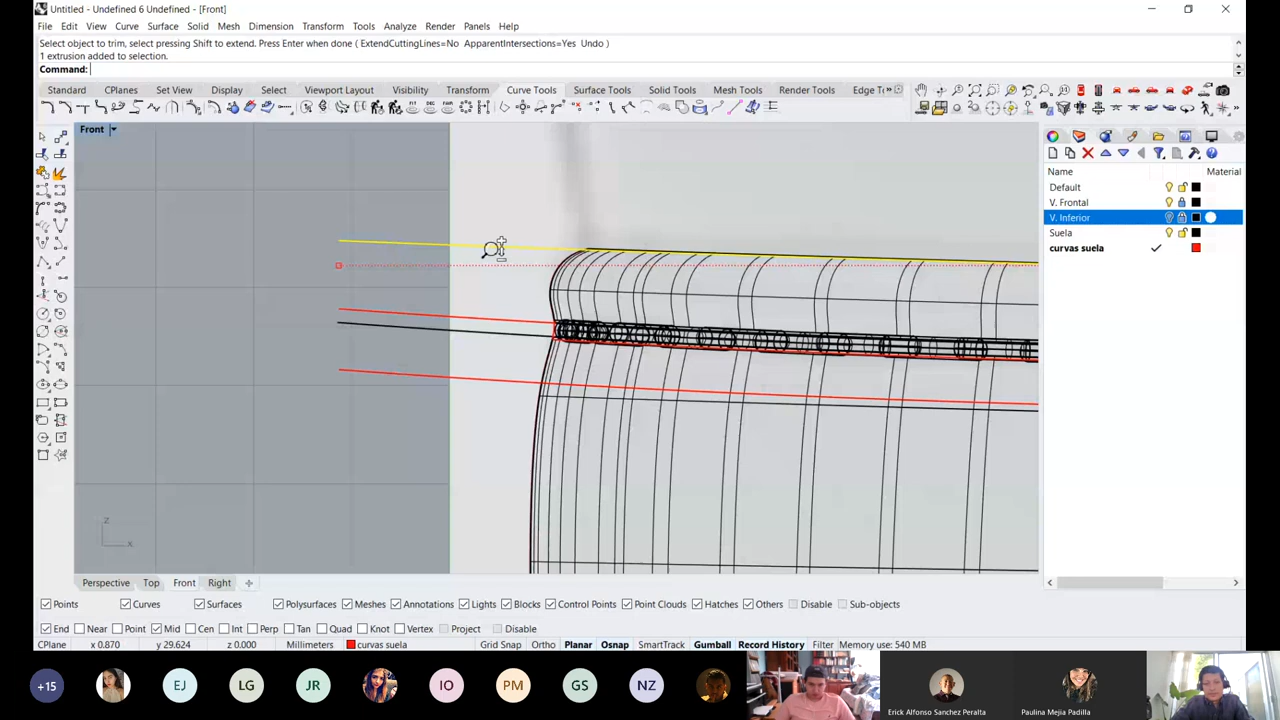 Untitled - Undefined 6 Undefined - [Front]
File Edit View Curve Surface Solid Mesh Dimension Transform Tools Analyze Render Panels Help
Select object to trim, select pressing Shift to extend. Press Enter when done ( ExtendCuttingLines=No ApparentIntersections=Yes Undo )
1 extrusion added to selection.
Command:
Standard CPlanes Set View Display Select Viewport Layout Visibility Transform Curve Tools Surface Tools Solid Tools Mesh Tools Render Tools Edge T
Front
Name Material
Default
V. Frontal
V. Inferior
Suela
curvas suela
z
x
Perspective Top Front Right
Points Curves Surfaces Polysurfaces Meshes Annotations Lights Blocks Control Points Point Clouds Hatches Others Disable Sub-objects
End Near Point Mid Cen Int Perp Tan Quad Knot Vertex Project Disable
CPlane x 0.870 y 29.624 z 0.000 Millimeters curvas suela Grid Snap Ortho Planar Osnap SmartTrack Gumball Record History Filter Memory use: 540 MB
+15 EJ LG JR IO PM GS NZ
Erick Alfonso Sanchez Peralta Paulina Mejia Padilla